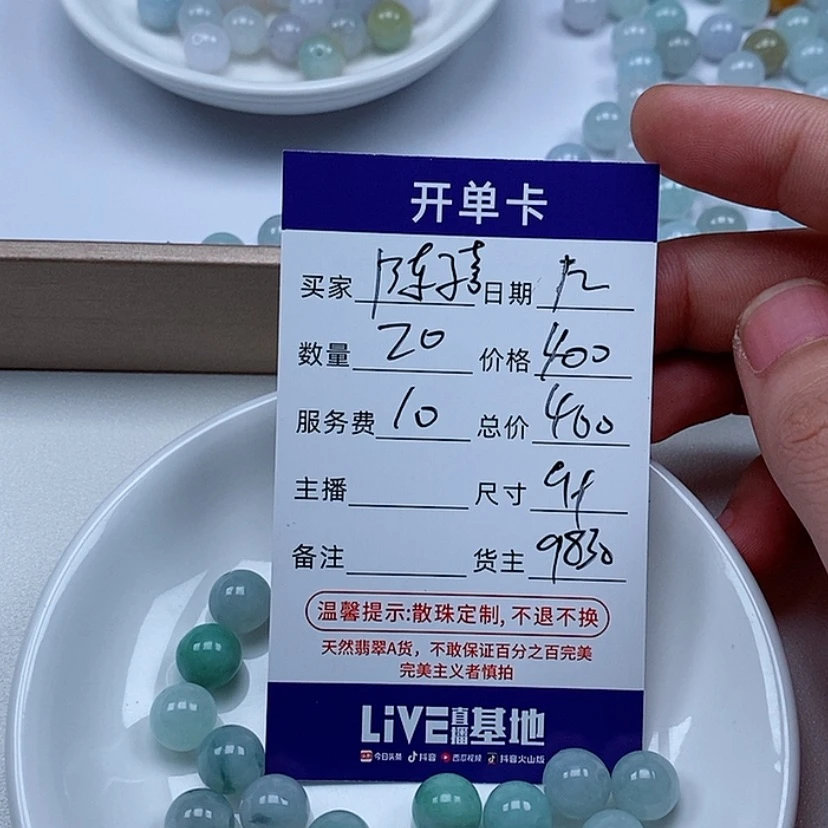 开单卡
买家 陈 日期
数量 20 价格 400
服务费 10 总价 400
主播 尺寸
备注 货主 9830
温馨提示:散珠定制,不退不换
天然翡翠A货，不敢保证百分之百完美
完美主义者慎拍
LiVE直播基地
今日头条 抖音 西瓜视频 抖音火山版